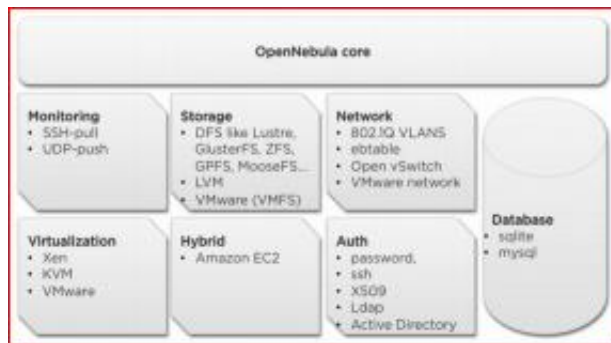 OpenNebula core
Monitoring
• SSH-pull
• UDP-push
Storage
• DFS like Lustre,
GlusterFS, ZFS,
GPFS, MooseFS...
• LVM
• VMware (VMFS)
Network
• 802.1Q VLANS
• ebtable
• Open vSwitch
• VMware network
Virtualization
• Xen
• KVM
• VMware
Hybrid
• Amazon EC2
Auth
• password,
• ssh
• X509
• Ldap
• Active Directory
Database
• sqlite
• mysql